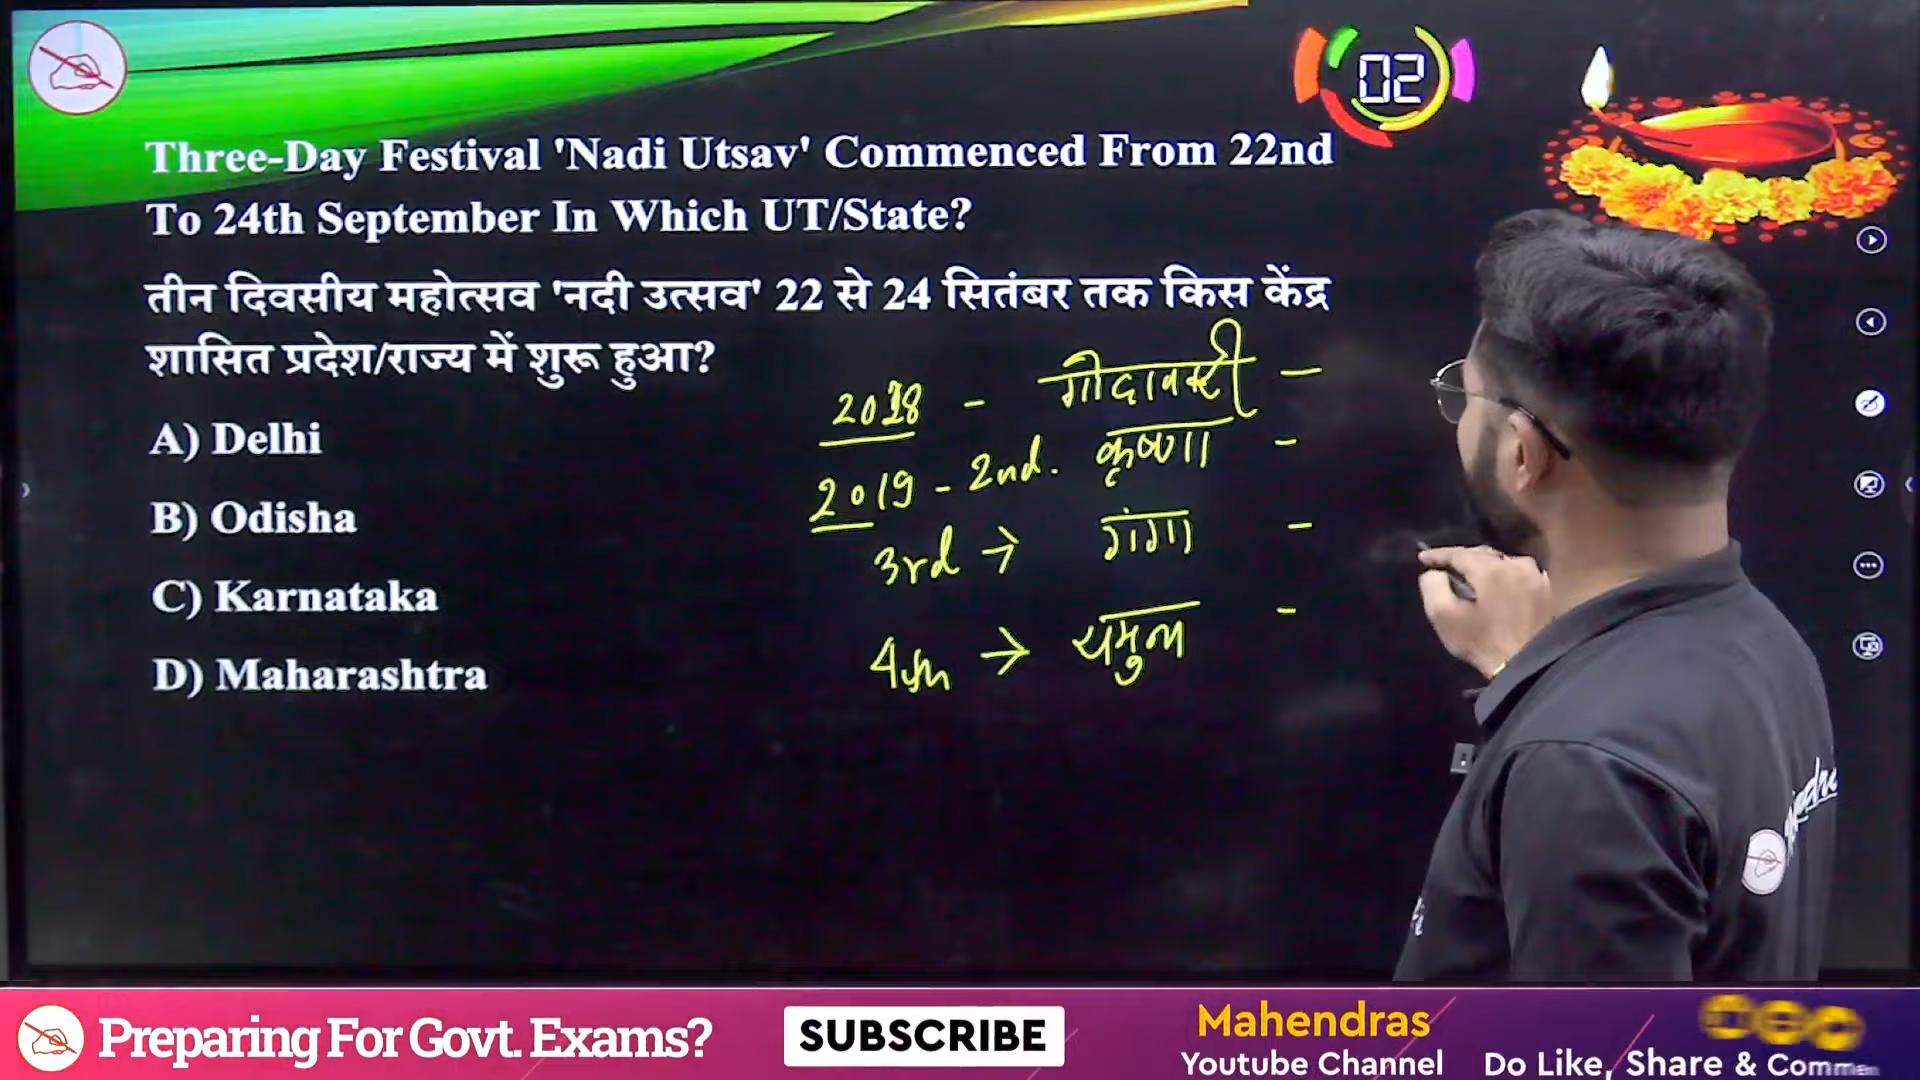 02
Three-Day Festival 'Nadi Utsav' Commenced From 22nd
To 24th September In Which UT/State?
तीन दिवसीय महोत्सव 'नदी उत्सव' 22 से 24 सितंबर तक किस केंद्र
शासित प्रदेश/राज्य में शुरू हुआ?
A) Delhi
B) Odisha
C) Karnataka
D) Maharashtra
2018 - गोदावरी -
2019 - 2nd. कृष्णा -
3rd → गंगा -
4th → यमुना -
Preparing For Govt. Exams?
SUBSCRIBE
Mahendras
Youtube Channel
Do Like, Share & Commen